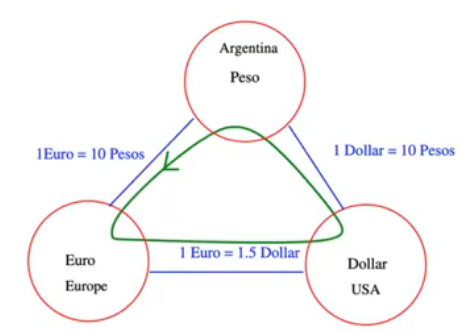 Argentina
Peso
1Euro = 10 Pesos
1 Dollar = 10 Pesos
1 Euro = 1.5 Dollar
Euro
Europe
Dollar
USA